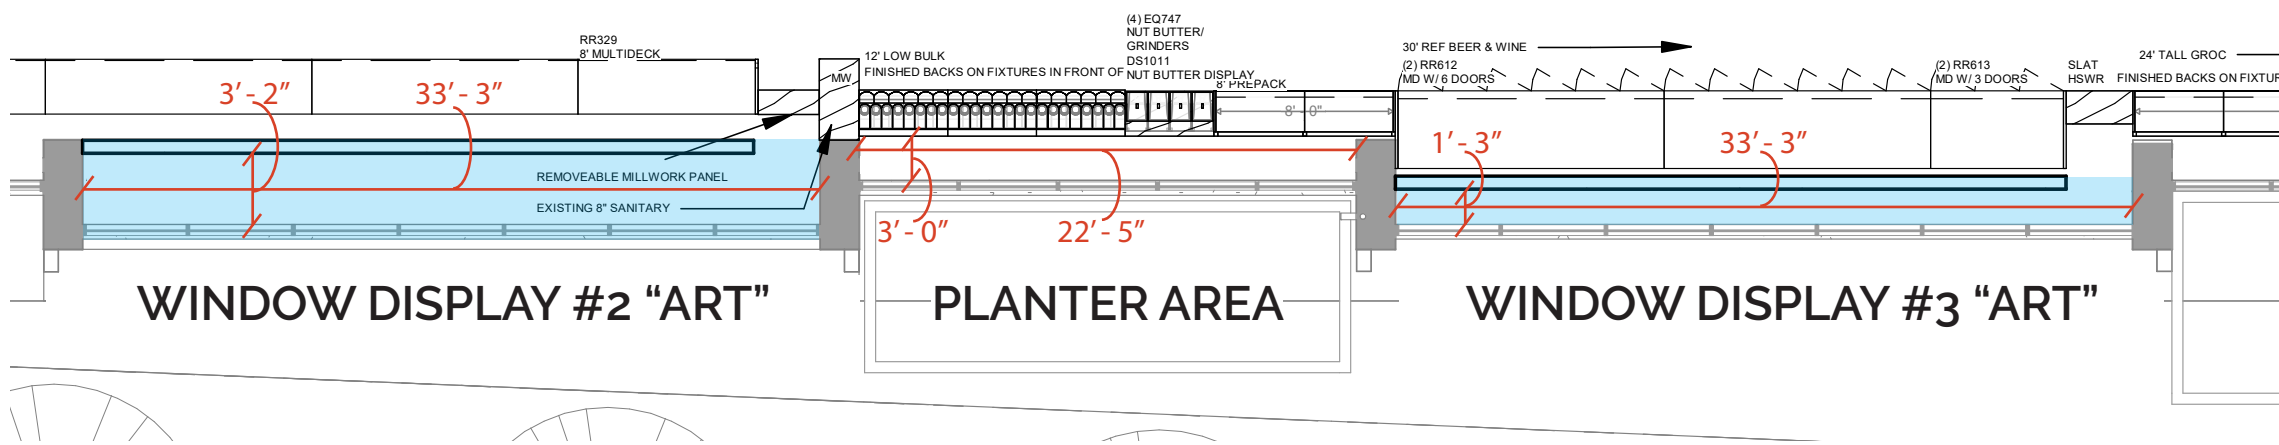 RR329
8' MULTIDECK
3' - 2"
33' - 3"
MW
12' LOW BULK
FINISHED BACKS ON FIXTURES IN FRONT OF
(4) EQ747
NUT BUTTER/
GRINDERS
DS1011
NUT BUTTER DISPLAY
8' PREPACK
8' - 0"
30' REF BEER & WINE
(2) RR612
MD W/ 6 DOORS
(2) RR613
MD W/ 3 DOORS
SLAT
HSWR
24' TALL GROC
FINISHED BACKS ON FIXTUR
1' - 3"
33' - 3"
REMOVEABLE MILLWORK PANEL
EXISTING 8" SANITARY
3' - 0"
22' - 5"
WINDOW DISPLAY #2 “ART”
PLANTER AREA
WINDOW DISPLAY #3 “ART”